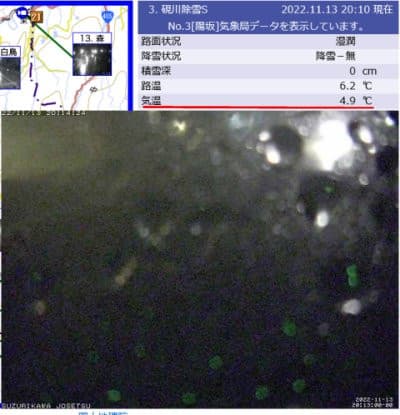 21
13. 森
白鳥
3. 硯川除雪S 2022.11.13 20:10 現在
No.3[陽坂]気象局データを表示しています。
路面状況 湿潤
降雪状況 降雪－無
積雪深 0 cm
路温 6.2 ℃
気温 4.9 ℃
22/11/13 20:14:24
SUZURIKAWA JOSETSU
2022-11-13
20:13:00-00